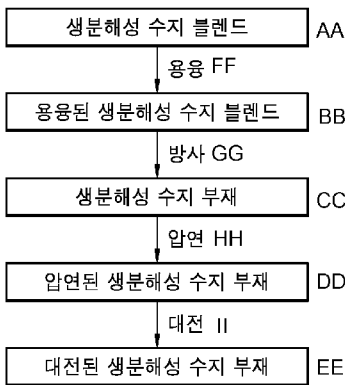 생분해성 수지 블렌드 AA
용융 FF
용융된 생분해성 수지 블렌드 BB
방사 GG
생분해성 수지 부재 CC
압연 HH
압연된 생분해성 수지 부재 DD
대전 II
대전된 생분해성 수지 부재 EE